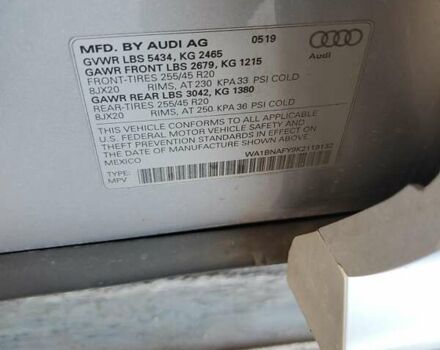 MFD. BY AUDI AG 0519
GVWR LBS 5434, KG 2465
GAWR FRONT LBS 2679, KG 1215
FRONT-TIRES 255/45 R20
8JX20 RIMS, AT 230 KPA 33 PSI COLD
GAWR REAR LBS 3042, KG 1380
REAR-TIRES 255/45 R20
8JX20 RIMS, AT 250 KPA 36 PSI COLD
THIS VEHICLE CONFORMS TO ALL APPLICABLE
U.S. FEDERAL MOTOR VEHICLE SAFETY AND
THEFT PREVENTION STANDARDS IN EFFECT ON
THE DATE OF MANUFACTURE SHOWN ABOVE.
MEXICO
WA1BNAFY9K2119132
TYPE:
MPV
Audi